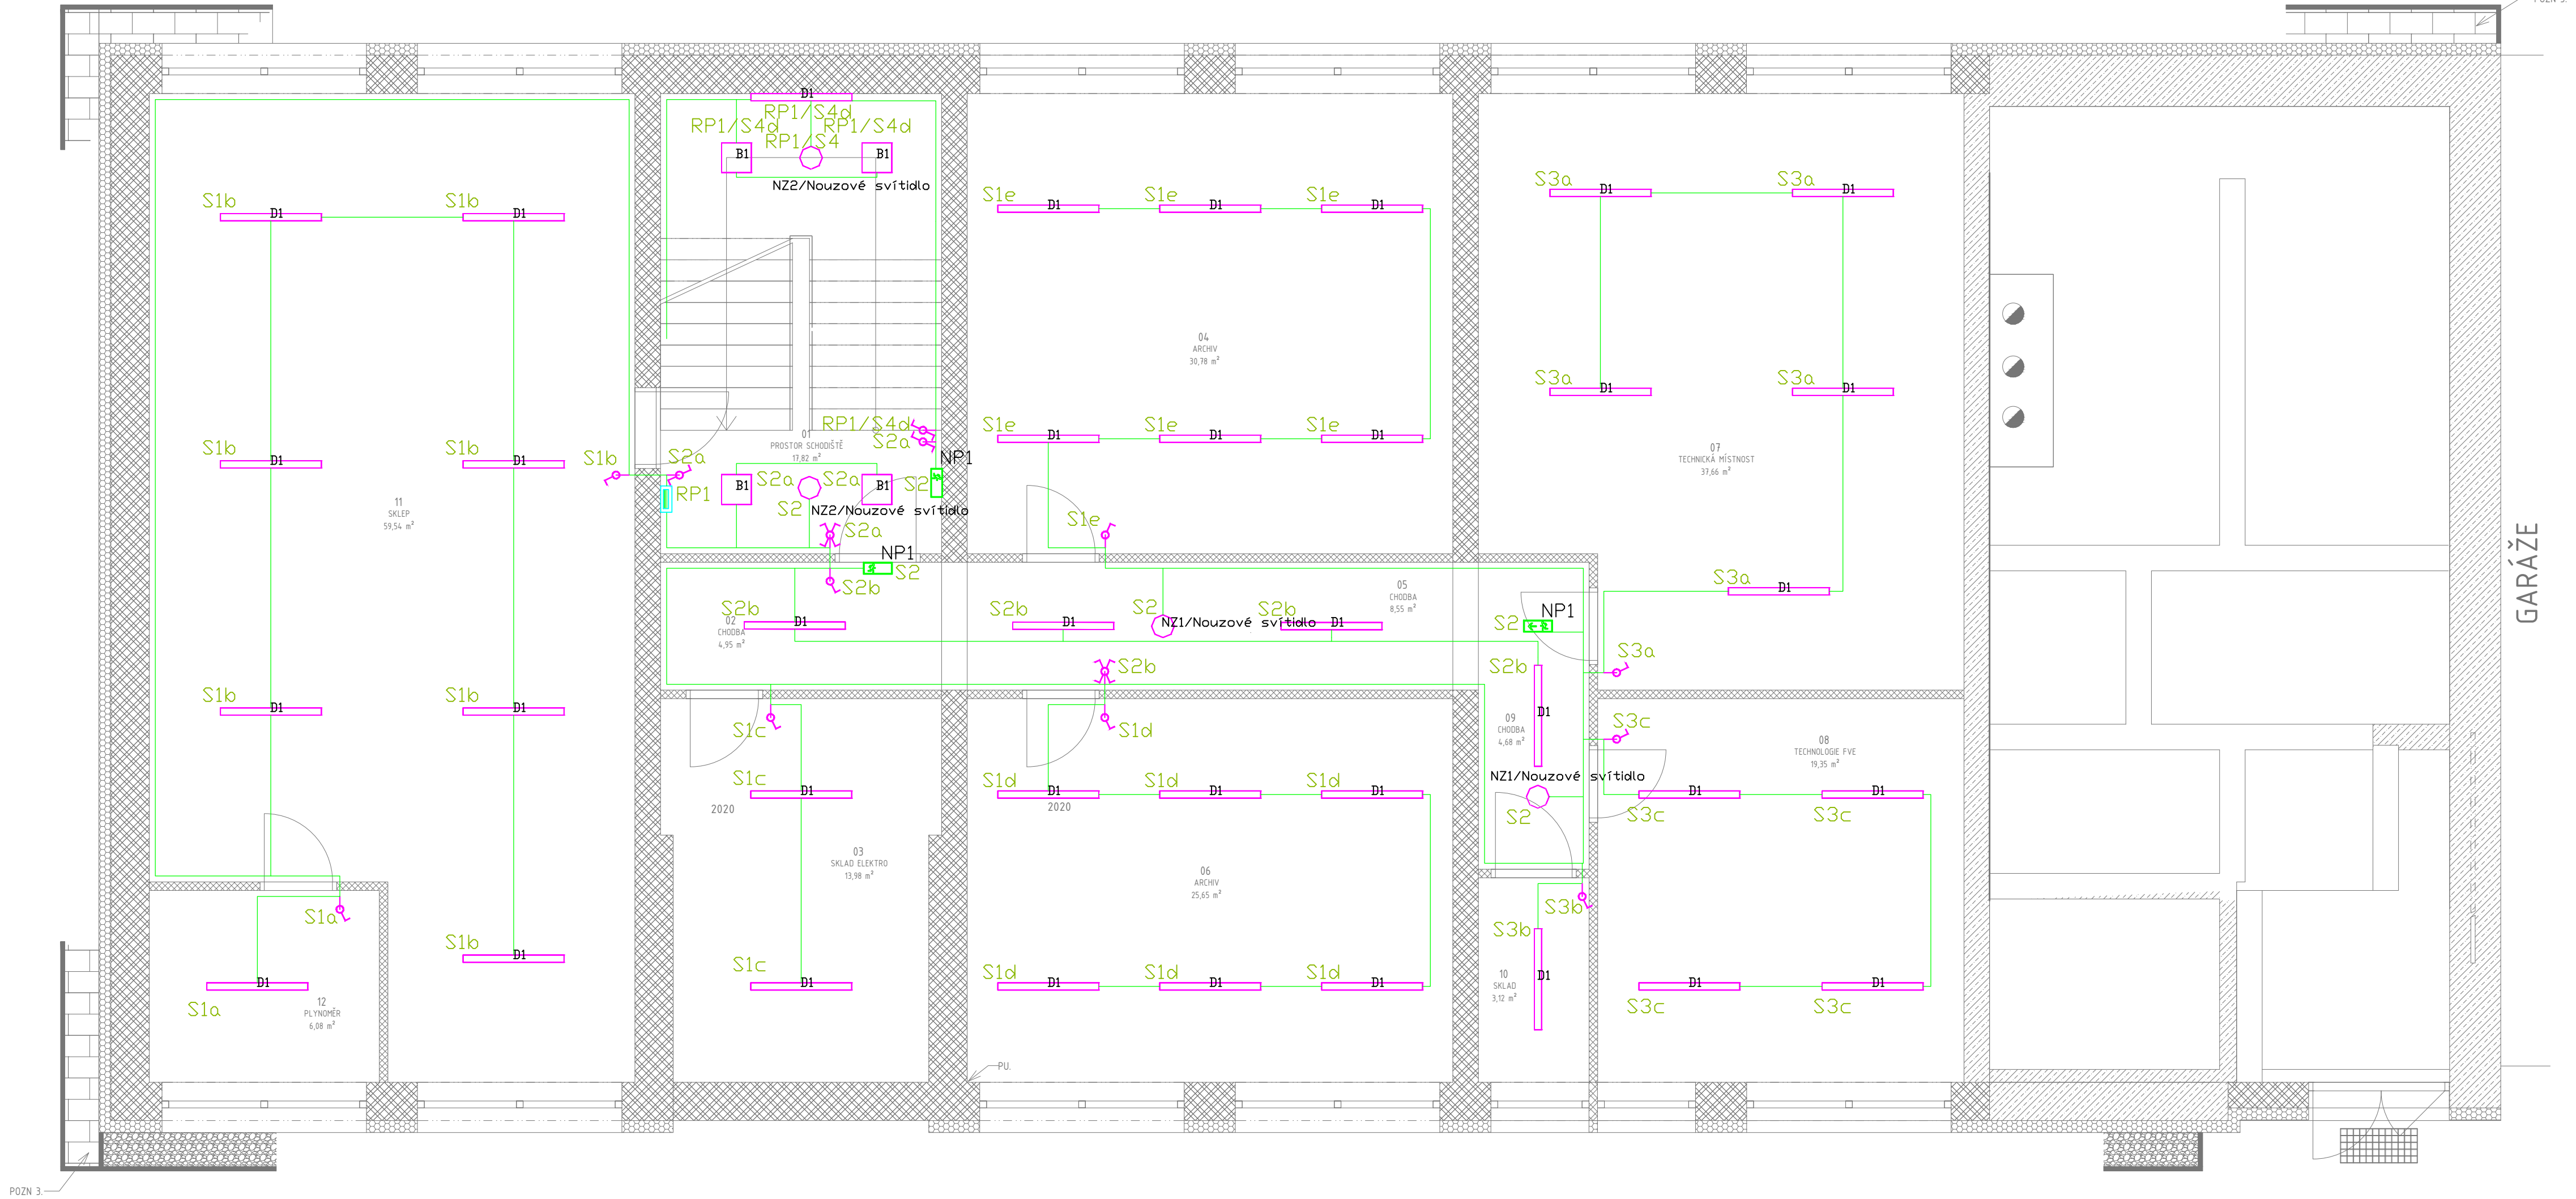 D1
RP1/S4d
RP1/S4d
RP1/S4d
RP1/S4
B1
B1
NZ2/Nouzové svítidlo
S1b
D1
S1b
D1
S1b
D1
S1b
D1
S1b
D1
S1b
D1
S1b
D1
11
SKLEP
59,54 m²
S1b
S2a
RP1
RP1/S4d
S2a
01
PROSTOR SCHODIŠTĚ
17,82 m²
NP1
S2
B1
S2a
S2a
B1
S2
NZ2/Nouzové svítidlo
S2a
NP1
S2
S2b
S1e
D1
S1e
D1
S1e
D1
04
ARCHIV
30,78 m²
S1e
D1
S1e
D1
S1e
D1
S1e
S3a
D1
S3a
D1
S3a
D1
S3a
D1
07
TECHNICKÁ MÍSTNOST
37,66 m²
S3a
D1
S3a
GARÁŽE
S2b
D1
02
CHODBA
4,95 m²
S2b
D1
S2
NZ1/Nouzové svítidlo
S2b
D1
05
CHODBA
8,55 m²
NP1
S2
S2b
S2b
D1
09
CHODBA
4,68 m²
NZ1/Nouzové svítidlo
S2
S1c
S1c
D1
2020
03
SKLAD ELEKTRO
13,98 m²
S1c
D1
S1d
S1d
D1
S1d
D1
S1d
D1
2020
06
ARCHIV
25,65 m²
S1d
D1
S1d
D1
S1d
D1
S3c
08
TECHNOLOGIE FVE
19,35 m²
D1
S3c
D1
S3c
D1
S3c
D1
S3c
S3b
S3b
D1
10
SKLAD
3,12 m²
S1a
D1
S1a
12
PLYNOMĚR
6,08 m²
PU.
POZN 3.